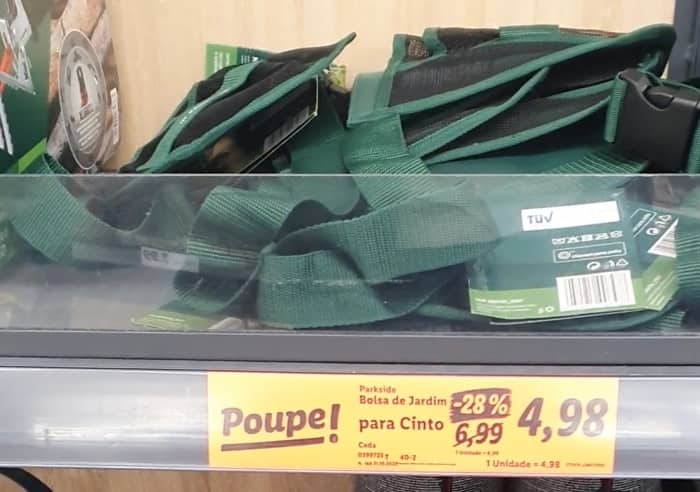 TÜV
Poupe!
Parkside
Bolsa de Jardim
para Cinto
Cada
-28%
6,99
4,98
1 Unidade = 4,98